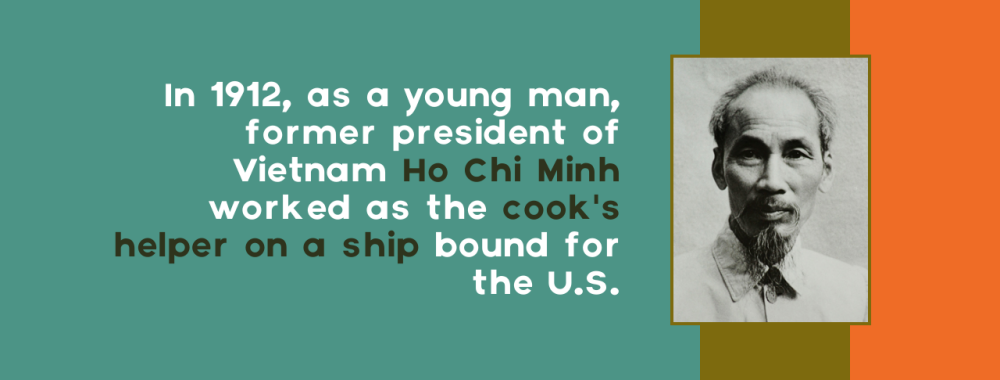 In 1912, as a young man,
former president of
Vietnam Ho Chi Minh
worked as the cook's
helper on a ship bound for
the U.S.